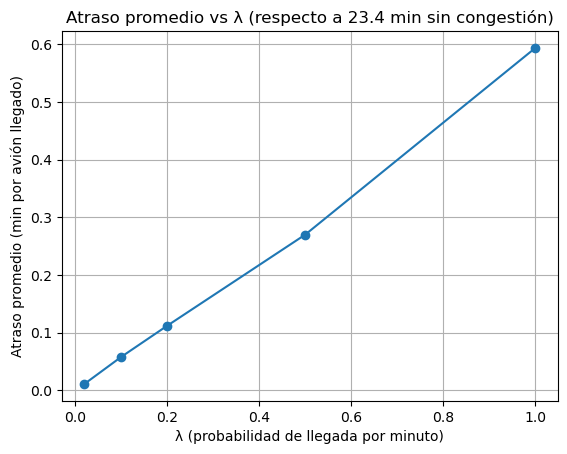 Atraso promedio vs λ (respecto a 23.4 min sin congestión)
Atraso promedio (min por avión llegado)
0.6
0.5
0.4
0.3
0.2
0.1
0.0
0.0 0.2 0.4 0.6 0.8 1.0
λ (probabilidad de llegada por minuto)